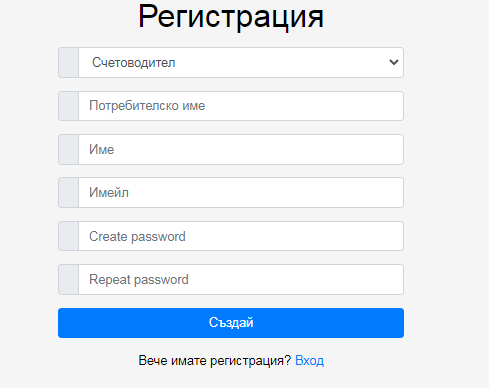 Регистрация
Счетоводител
Потребителско име
Име
Имейл
Create password
Repeat password
Създай
Вече имате регистрация? Вход